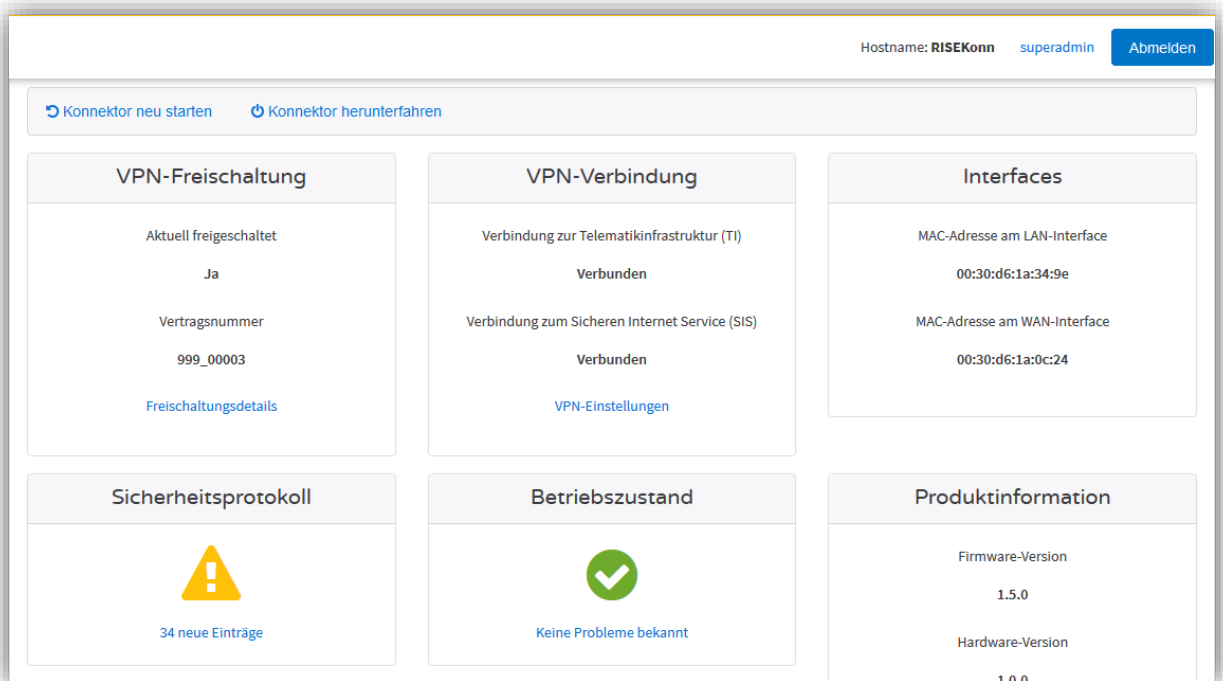 Hostname: RISEKonn superadmin Abmelden
Konnektor neu starten Konnektor herunterfahren
VPN-Freischaltung
Aktuell freigeschaltet
Ja
Vertragsnummer
999_00003
Freischaltungsdetails
VPN-Verbindung
Verbindung zur Telematikinfrastruktur (TI)
Verbunden
Verbindung zum Sicheren Internet Service (SIS)
Verbunden
VPN-Einstellungen
Interfaces
MAC-Adresse am LAN-Interface
00:30:d6:1a:34:9e
MAC-Adresse am WAN-Interface
00:30:d6:1a:0c:24
Sicherheitsprotokoll
34 neue Einträge
Betriebszustand
Keine Probleme bekannt
Produktinformation
Firmware-Version
1.5.0
Hardware-Version
1.0.0